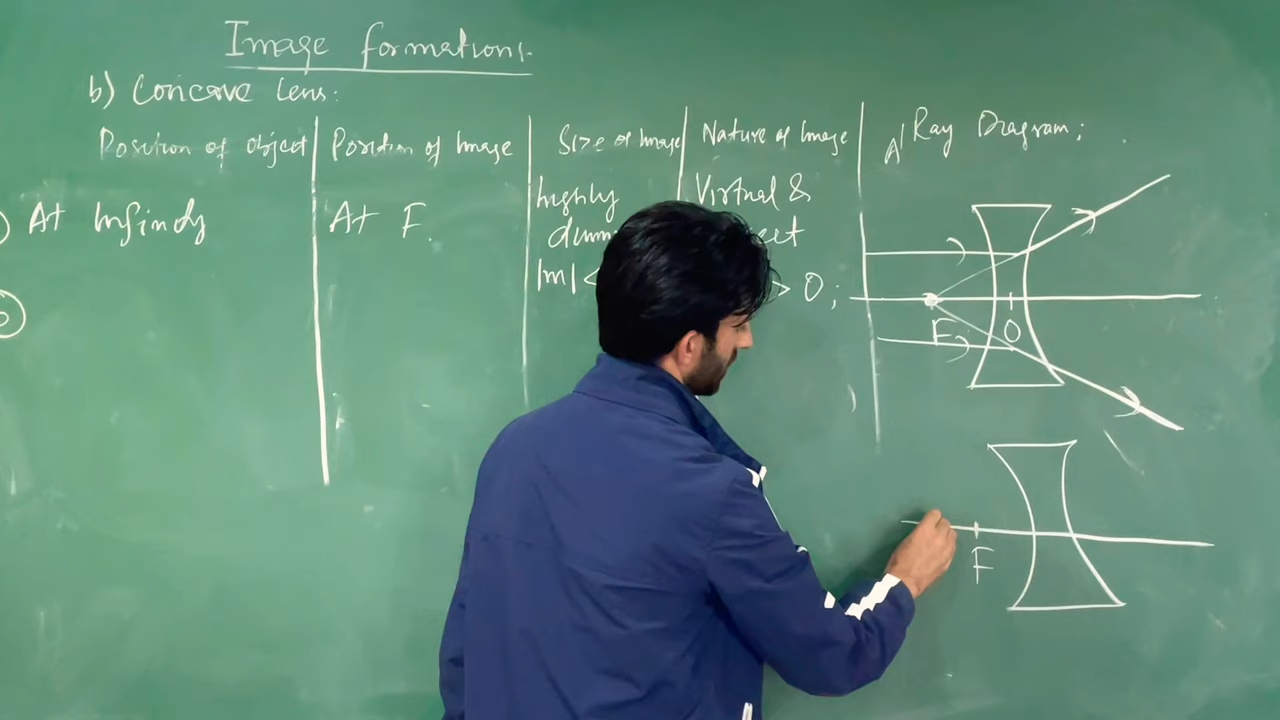 Image formations.
b) Concave lens:
Position of object
Position of Image
Size of Image
Nature of Image
A' Ray Diagram;
At Infinity
At F.
highly
|m| <
Virtual &
> 0;
F
O
F